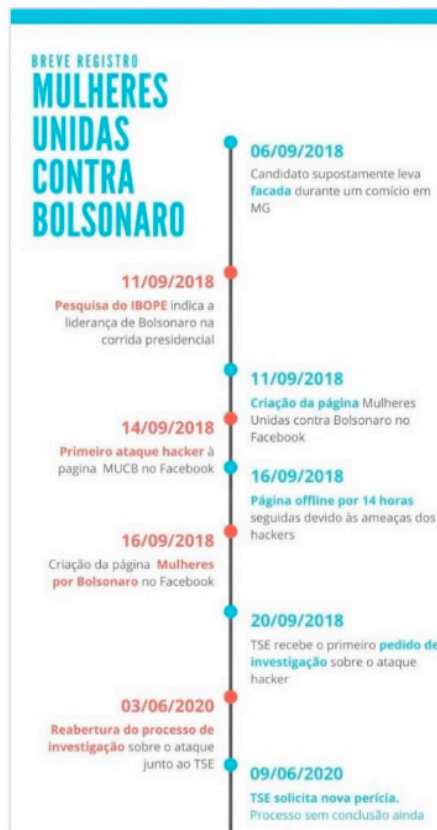 BREVE REGISTRO
MULHERES
UNIDAS
CONTRA
BOLSONARO
06/09/2018
Candidato supostamente leva
facada durante um comício em
MG
11/09/2018
Pesquisa do IBOPE indica a
liderança de Bolsonaro na
corrida presidencial
11/09/2018
Criação da página Mulheres
Unidas contra Bolsonaro no
Facebook
14/09/2018
Primeiro ataque hacker à
pagina MUCB no Facebook
16/09/2018
Página offline por 14 horas
seguidas devido às ameaças dos
hackers
16/09/2018
Criação da página Mulheres
por Bolsonaro no Facebook
20/09/2018
TSE recebe o primeiro pedido de
investigação sobre o ataque
hacker
03/06/2020
Reabertura do processo de
investigação sobre o ataque
junto ao TSE
09/06/2020
TSE solicita nova perícia.
Processo sem conclusão ainda